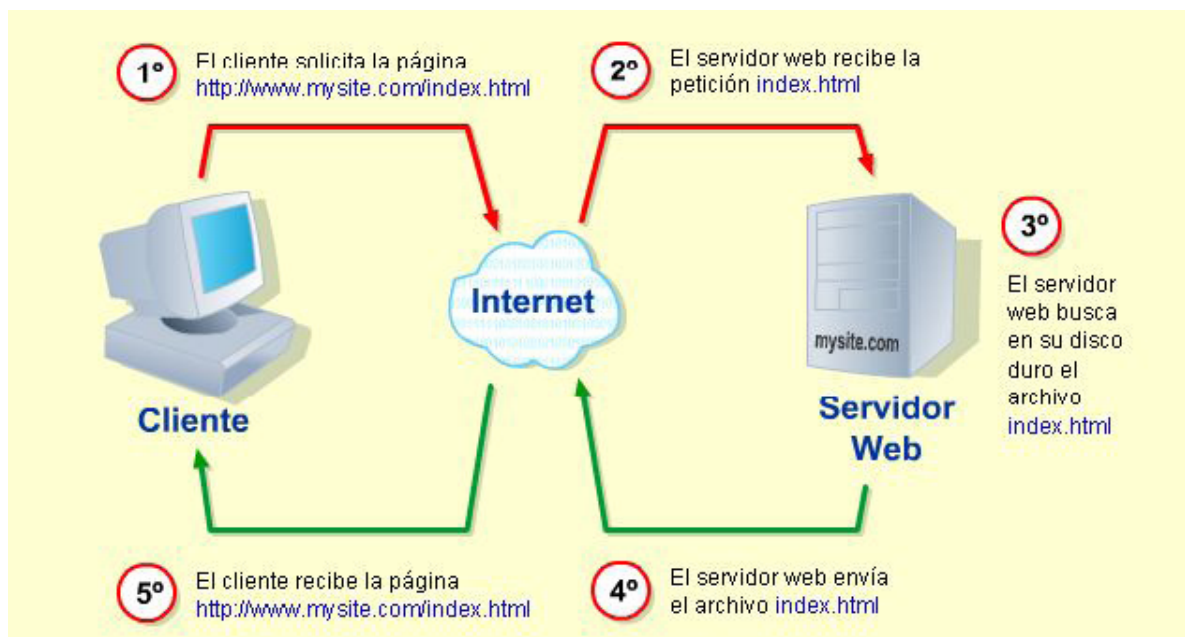 1º
El cliente solicita la página
http://www.mysite.com/index.html
2º
El servidor web recibe la
petición index.html
3º
El servidor
web busca
en su disco
duro el
archivo
index.html
Internet
mysite.com
Cliente
Servidor
Web
5º
El cliente recibe la página
http://www.mysite.com/index.html
4º
El servidor web envía
el archivo index.html